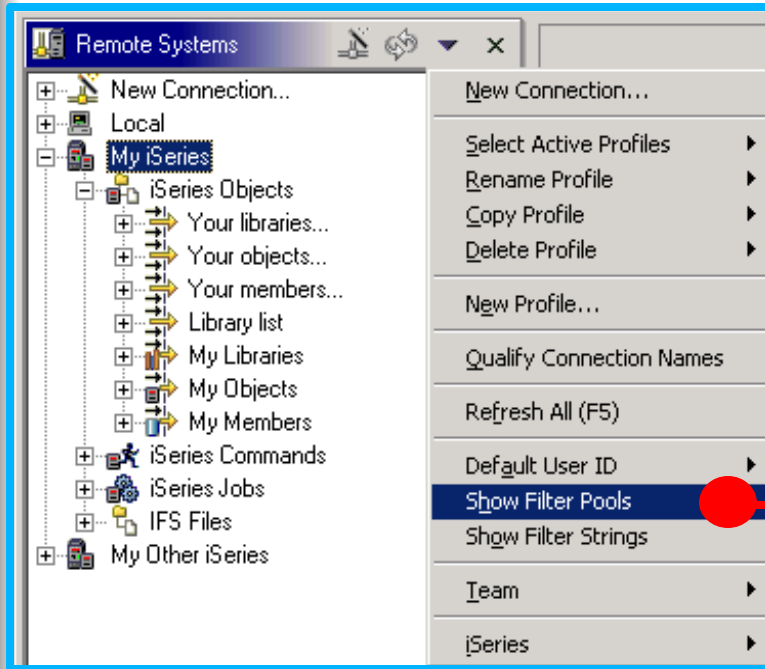 Remote Systems
New Connection...
Local
My iSeries
iSeries Objects
Your libraries...
Your objects...
Your members...
Library list
My Libraries
My Objects
My Members
iSeries Commands
iSeries Jobs
IFS Files
My Other iSeries
New Connection...
Select Active Profiles
Rename Profile
Copy Profile
Delete Profile
New Profile...
Qualify Connection Names
Refresh All (F5)
Default User ID
Show Filter Pools
Show Filter Strings
Team
iSeries